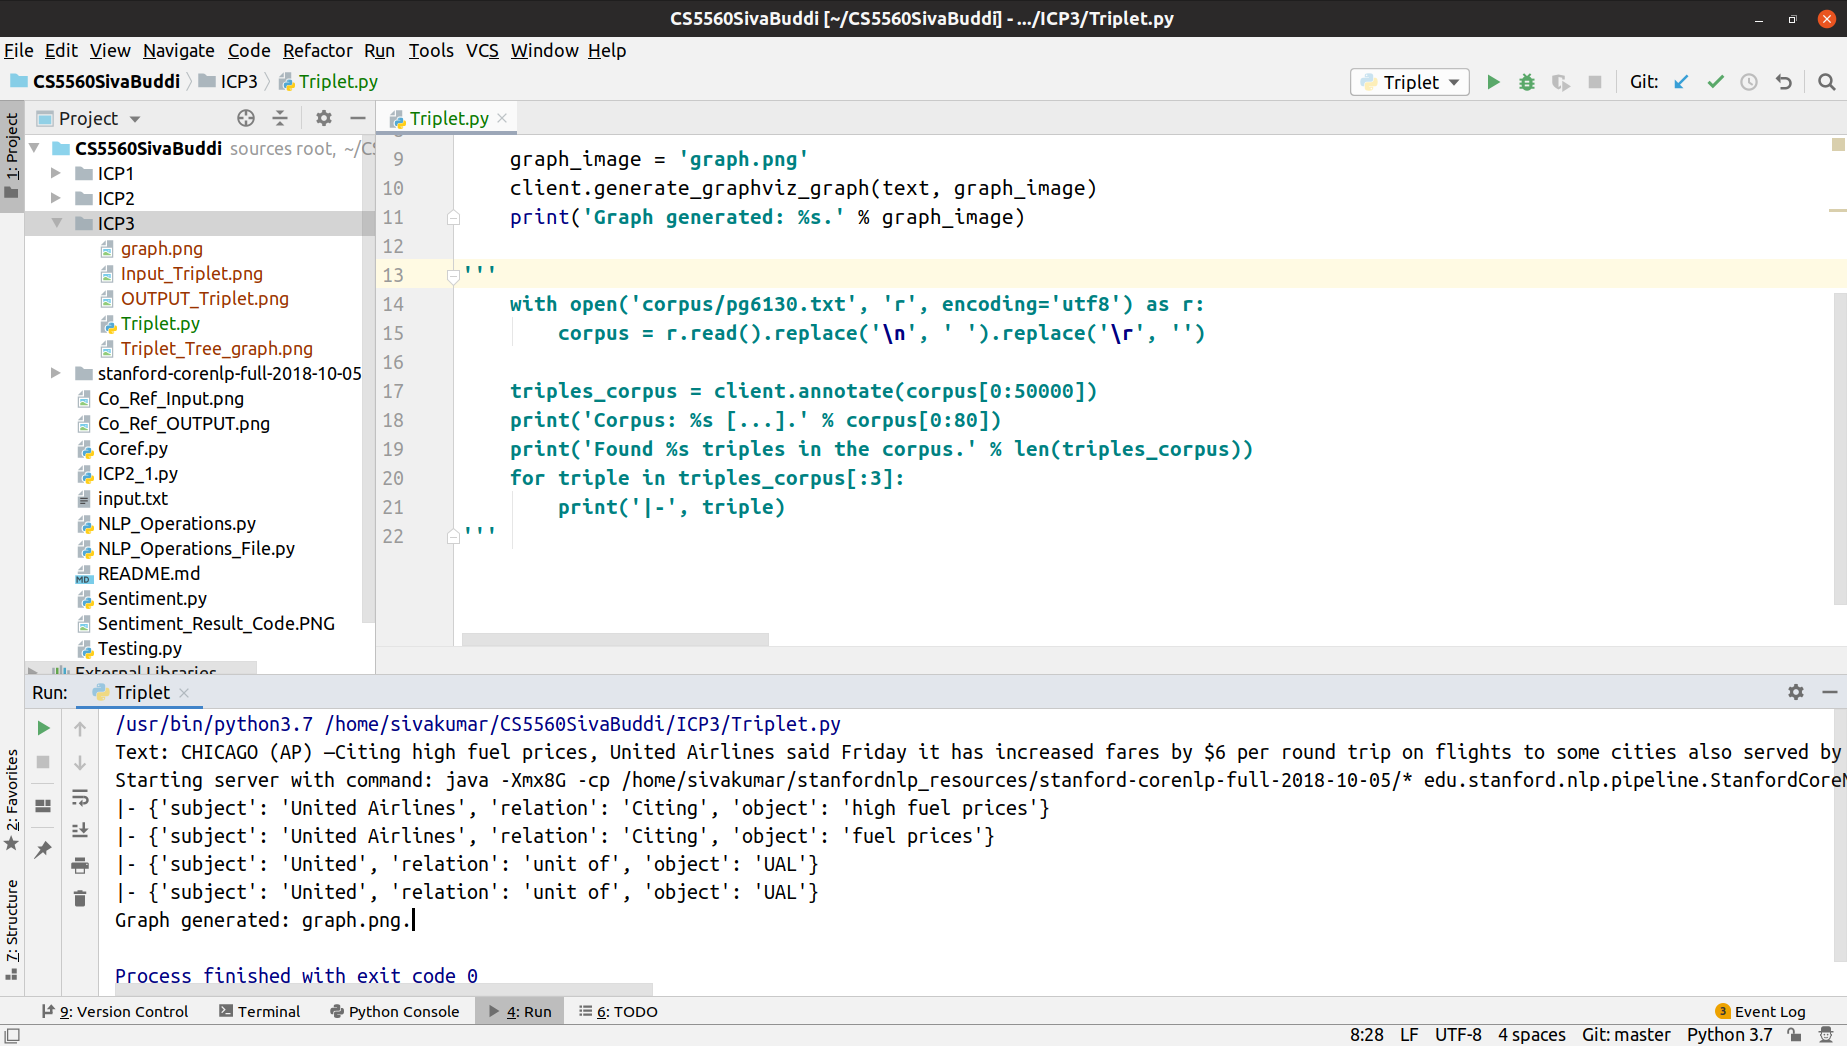 CS5560SivaBuddi [~/CS5560SivaBuddi] - .../ICP3/Triplet.py
File Edit View Navigate Code Refactor Run Tools VCS Window Help
CS5560SivaBuddi ICP3 Triplet.py
Triplet Git:
1: Project
Project
Triplet.py
CS5560SivaBuddi sources root, ~/CS
ICP1
ICP2
ICP3
graph.png
Input_Triplet.png
OUTPUT_Triplet.png
Triplet.py
Triplet_Tree_graph.png
stanford-corenlp-full-2018-10-05
Co_Ref_Input.png
Co_Ref_OUTPUT.png
Coref.py
ICP2_1.py
input.txt
NLP_Operations.py
NLP_Operations_File.py
MD README.md
Sentiment.py
Sentiment_Result_Code.PNG
Testing.py
External Libraries
9 graph_image = 'graph.png'
10 client.generate_graphviz_graph(text, graph_image)
11 print('Graph generated: %s.' % graph_image)
12
13 '''
14 with open('corpus/pg6130.txt', 'r', encoding='utf8') as r:
15 corpus = r.read().replace('\n', ' ').replace('\r', '')
16
17 triples_corpus = client.annotate(corpus[0:50000])
18 print('Corpus: %s [...].' % corpus[0:80])
19 print('Found %s triples in the corpus.' % len(triples_corpus))
20 for triple in triples_corpus[:3]:
21 print('|-', triple)
22 '''
Run: Triplet
/usr/bin/python3.7 /home/sivakumar/CS5560SivaBuddi/ICP3/Triplet.py
Text: CHICAGO (AP) —Citing high fuel prices, United Airlines said Friday it has increased fares by $6 per round trip on flights to some cities also served by
Starting server with command: java -Xmx8G -cp /home/sivakumar/stanfordnlp_resources/stanford-corenlp-full-2018-10-05/* edu.stanford.nlp.pipeline.StanfordCoreN
|- {'subject': 'United Airlines', 'relation': 'Citing', 'object': 'high fuel prices'}
|- {'subject': 'United Airlines', 'relation': 'Citing', 'object': 'fuel prices'}
|- {'subject': 'United', 'relation': 'unit of', 'object': 'UAL'}
|- {'subject': 'United', 'relation': 'unit of', 'object': 'UAL'}
Graph generated: graph.png.
Process finished with exit code 0
2: Favorites
7: Structure
9: Version Control Terminal Python Console 4: Run 6: TODO 3 Event Log
8:28 LF UTF-8 4 spaces Git: master Python 3.7